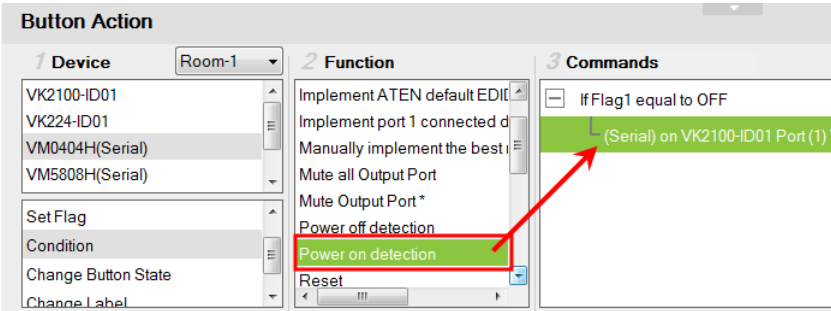 Button Action
1 Device
Room-1
2 Function
3 Commands
VK2100-ID01
VK224-ID01
VM0404H(Serial)
VM5808H(Serial)
Set Flag
Condition
Change Button State
Change Label
Implement ATEN default EDI
Implement port 1 connected d
Manually implement the best
Mute all Output Port
Mute Output Port *
Power off detection
Power on detection
Reset
If Flag1 equal to OFF
(Serial) on VK2100-ID01 Port (1)